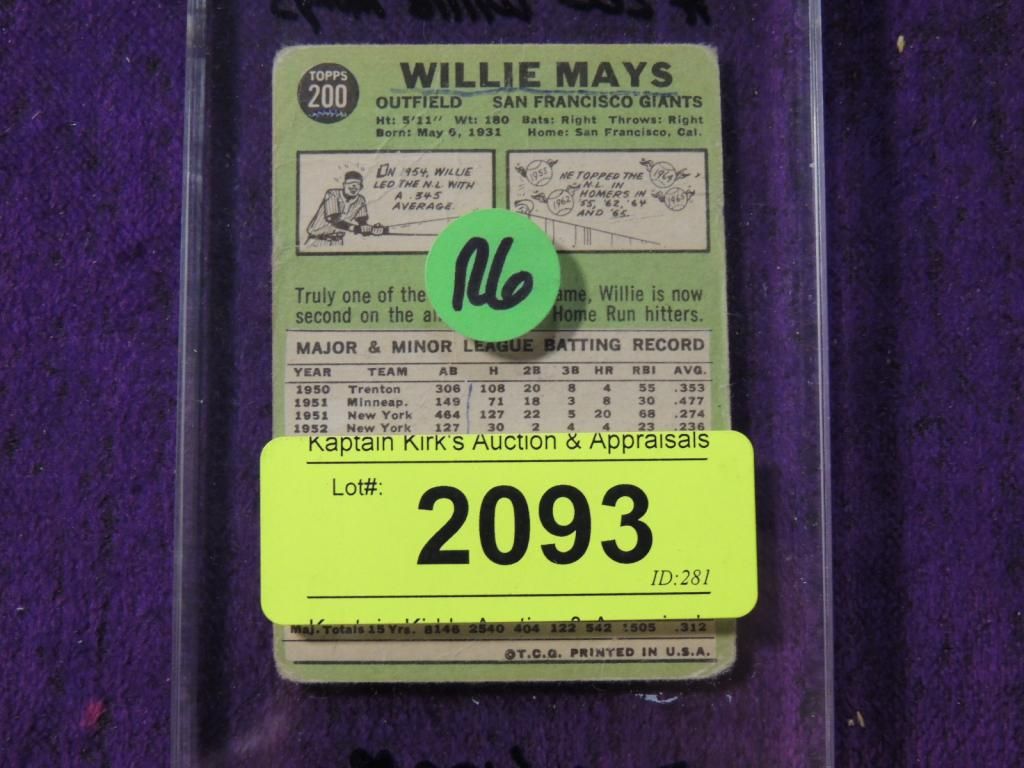 TOPPS
200
WILLIE MAYS
OUTFIELD SAN FRANCISCO GIANTS
Ht: 5'11" Wt: 180 Bats: Right Throws: Right
Born: May 6, 1931 Home: San Francisco, Cal.
ON 1954, WILLIE
LED THE N.L. WITH
A .345
AVERAGE.
1955
1962
HE TOPPED THE
N.L. IN
HOMERS IN
'55, '62, '64
AND '65.
1964
1965
Truly one of the ame, Willie is now
second on the al Home Run hitters.
MAJOR & MINOR LEAGUE BATTING RECORD
YEAR TEAM AB H 2B 3B HR RBI AVG.
1950 Trenton 306 108 20 8 4 55 .353
1951 Minneap. 149 71 18 3 8 30 .477
1951 New York 464 127 22 5 20 68 .274
1952 New York 127 30 2 4 4 23 .236
Kaptain Kirk's Auction & Appraisals
Lot#: 2093
ID:281
Maj. Totals 15 Yrs. 8146 2540 404 122 542 1505 .312
©T.C.G. PRINTED IN U.S.A.